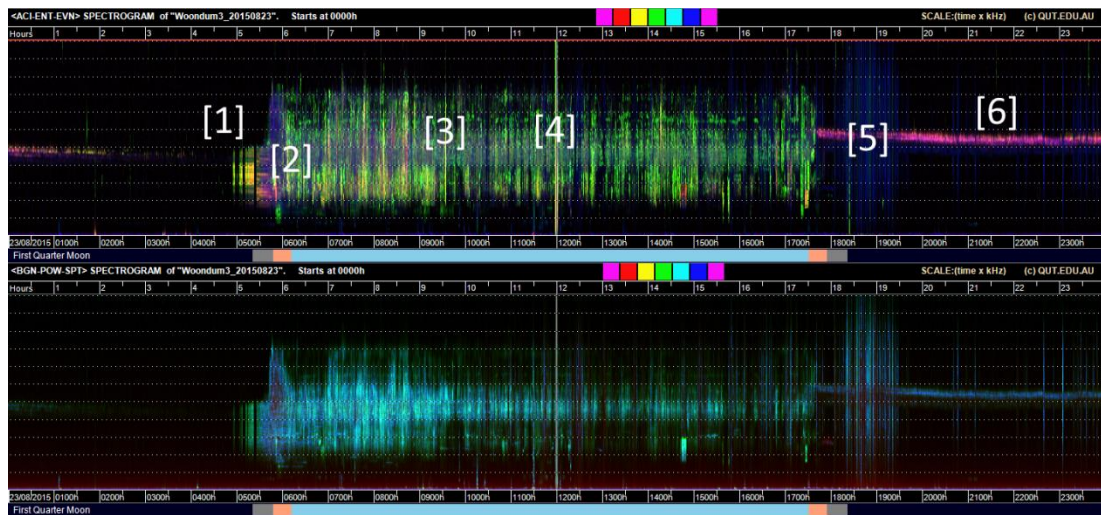 <ACI-ENT-EVN> SPECTROGRAM of "Woondum3_20150823". Starts at 0000h SCALE:(time x kHz) (c) QUT.EDU.AU
Hours 1 2 3 4 5 6 7 8 9 10 11 12 13 14 15 16 17 18 19 20 21 22 23
[1] [2] [3] [4] [5] [6]
23/08/2015 0100h 0200h 0300h 0400h 0500h 0600h 0700h 0800h 0900h 1000h 1100h 1200h 1300h 1400h 1500h 1600h 1700h 1800h 1900h 2000h 2100h 2200h 2300h
First Quarter Moon
<BGN-POW-SPT> SPECTROGRAM of "Woondum3_20150823". Starts at 0000h SCALE:(time x kHz) (c) QUT.EDU.AU
Hours 1 2 3 4 5 6 7 8 9 10 11 12 13 14 15 16 17 18 19 20 21 22 23
23/08/2015 0100h 0200h 0300h 0400h 0500h 0600h 0700h 0800h 0900h 1000h 1100h 1200h 1300h 1400h 1500h 1600h 1700h 1800h 1900h 2000h 2100h 2200h 2300h
First Quarter Moon